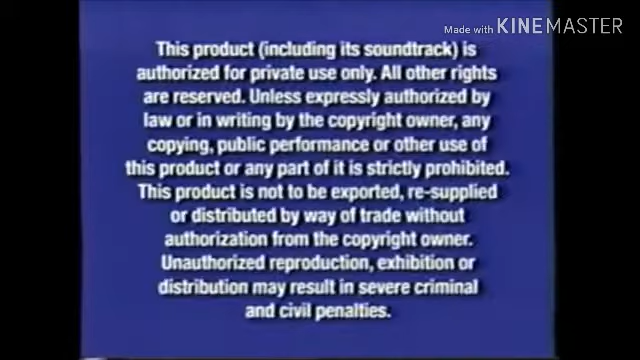 Made with KINEMASTER
This product (including its soundtrack) is
authorized for private use only. All other rights
are reserved. Unless expressly authorized by
law or in writing by the copyright owner, any
copying, public performance or other use of
this product or any part of it is strictly prohibited.
This product is not to be exported, re-supplied
or distributed by way of trade without
authorization from the copyright owner.
Unauthorized reproduction, exhibition or
distribution may result in severe criminal
and civil penalties.